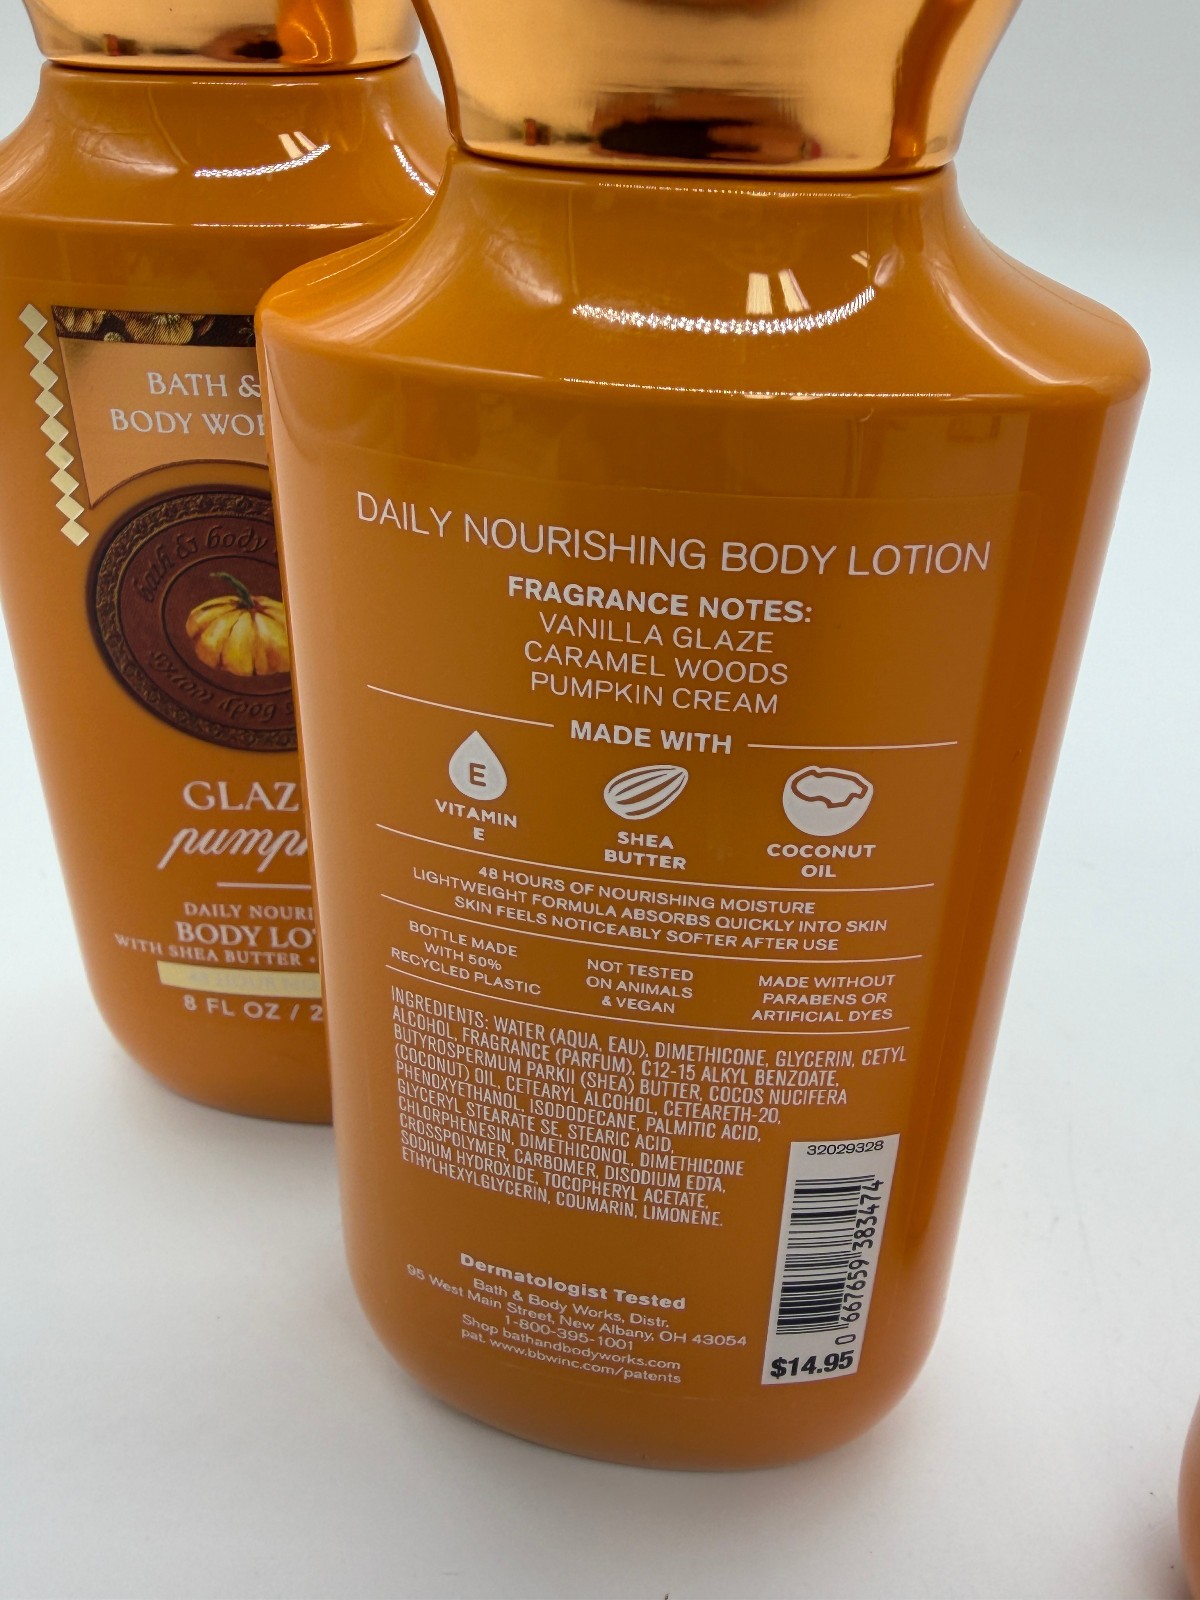 BATH &
BODY WOR
bath & body
body works
GLAZ
pump
DAILY NOURI
BODY LO
WITH SHEA BUTTER •
8 FL OZ / 2
DAILY NOURISHING BODY LOTION
FRAGRANCE NOTES:
VANILLA GLAZE
CARAMEL WOODS
PUMPKIN CREAM
MADE WITH
E
VITAMIN
E
SHEA
BUTTER
COCONUT
OIL
48 HOURS OF NOURISHING MOISTURE
LIGHTWEIGHT FORMULA ABSORBS QUICKLY INTO SKIN
SKIN FEELS NOTICEABLY SOFTER AFTER USE
BOTTLE MADE
WITH 50%
RECYCLED PLASTIC
NOT TESTED
ON ANIMALS
& VEGAN
MADE WITHOUT
PARABENS OR
ARTIFICIAL DYES
INGREDIENTS: WATER (AQUA, EAU), DIMETHICONE, GLYCERIN, CETYL
ALCOHOL, FRAGRANCE (PARFUM), C12-15 ALKYL BENZOATE,
BUTYROSPERMUM PARKII (SHEA) BUTTER, COCOS NUCIFERA
(COCONUT) OIL, CETEARYL ALCOHOL, CETEARETH-20,
PHENOXYETHANOL, ISODODECANE, PALMITIC ACID,
GLYCERYL STEARATE SE, STEARIC ACID,
CHLORPHENESIN, DIMETHICONOL, DIMETHICONE
CROSSPOLYMER, CARBOMER, DISODIUM EDTA,
SODIUM HYDROXIDE, TOCOPHERYL ACETATE,
ETHYLHEXYLGLYCERIN, COUMARIN, LIMONENE.
32029328
0 667659 383474
$14.95
Dermatologist Tested
Bath & Body Works, Distr.
95 West Main Street, New Albany, OH 43054
1-800-395-1001
Shop bathandbodyworks.com
pat. www.bbwinc.com/patents